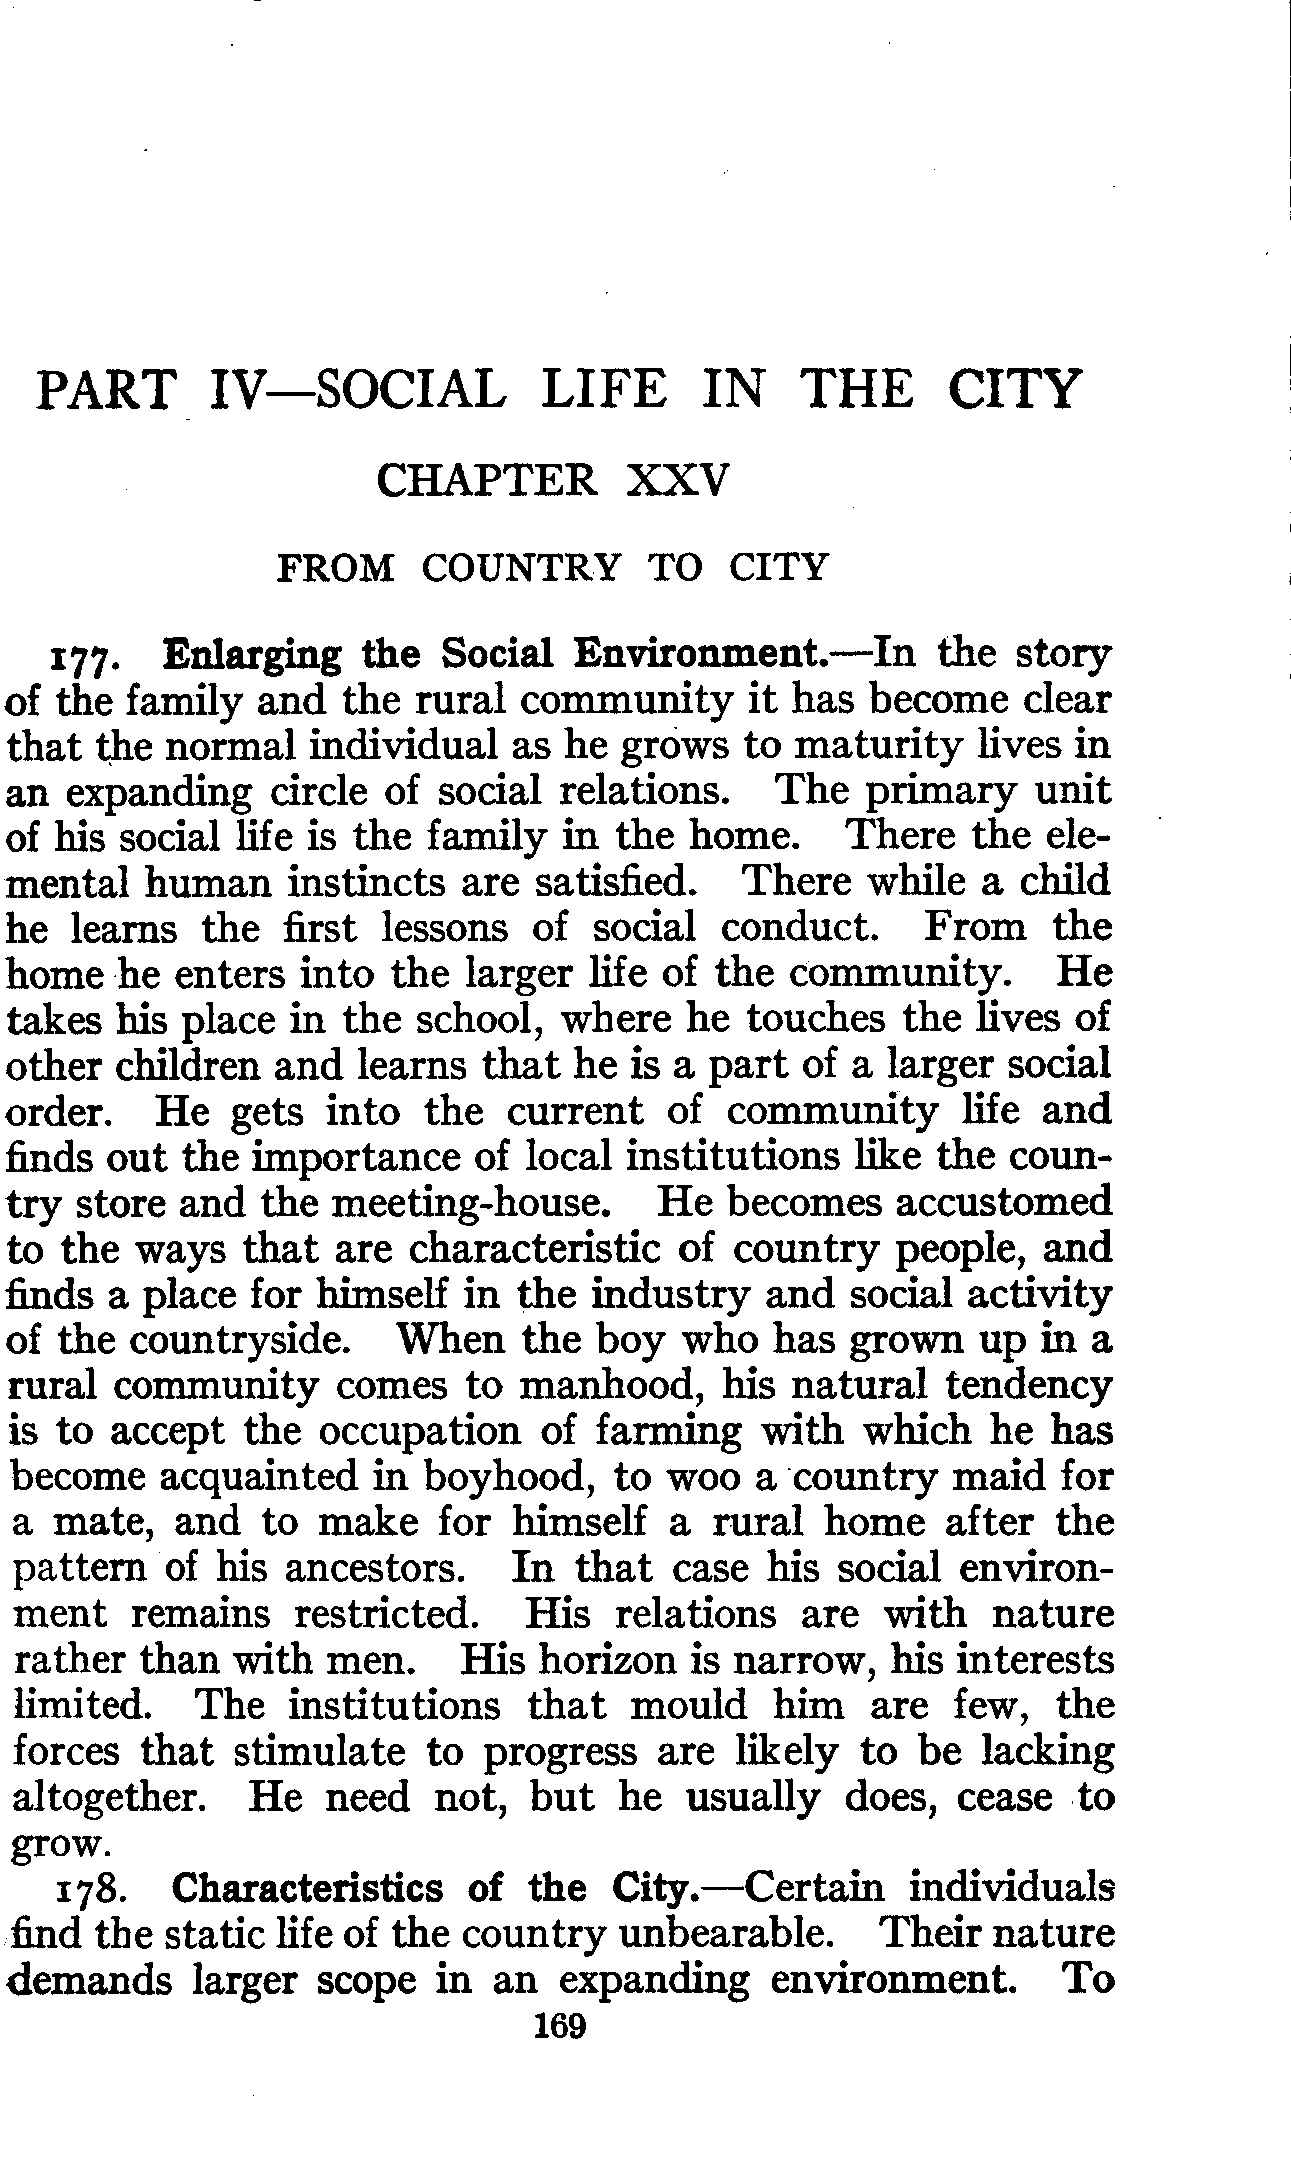 PART IV—SOCIAL LIFE IN THE CITY
CHAPTER XXV
FROM COUNTRY TO CITY
177. Enlarging the Social Environment.—In the story
of the family and the rural community it has become clear
that the normal individual as he grows to maturity lives in
an expanding circle of social relations. The primary unit
of his social life is the family in the home. There the ele-
mental human instincts are satisfied. There while a child
he learns the first lessons of social conduct. From the
home he enters into the larger life of the community. He
takes his place in the school, where he touches the lives of
other children and learns that he is a part of a larger social
order. He gets into the current of community life and
finds out the importance of local institutions like the coun-
try store and the meeting-house. He becomes accustomed
to the ways that are characteristic of country people, and
finds a place for himself in the industry and social activity
of the countryside. When the boy who has grown up in a
rural community comes to manhood, his natural tendency
is to accept the occupation of farming with which he has
become acquainted in boyhood, to woo a country maid for
a mate, and to make for himself a rural home after the
pattern of his ancestors. In that case his social environ-
ment remains restricted. His relations are with nature
rather than with men. His horizon is narrow, his interests
limited. The institutions that mould him are few, the
forces that stimulate to progress are likely to be lacking
altogether. He need not, but he usually does, cease to
grow.
178. Characteristics of the City.—Certain individuals
find the static life of the country unbearable. Their nature
demands larger scope in an expanding environment. To
169